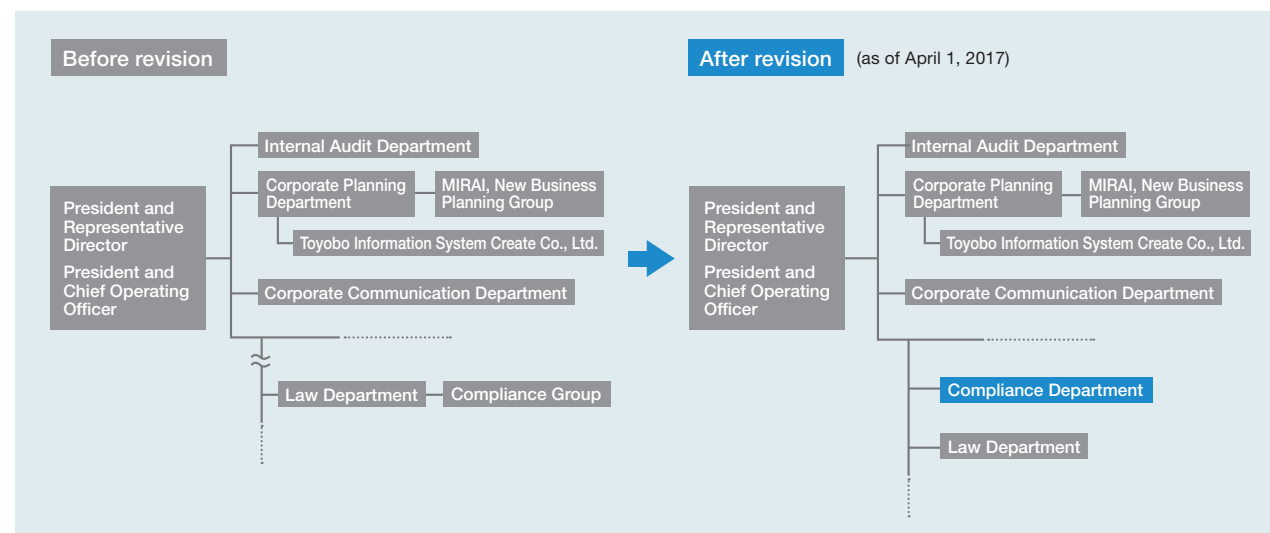 Before revision
Internal Audit Department
Corporate Planning
Department
MIRAI, New Business
Planning Group
Toyobo Information System Create Co., Ltd.
President and
Representative
Director
President and
Chief Operating
Officer
Corporate Communication Department
Law Department
Compliance Group
After revision
(as of April 1, 2017)
Internal Audit Department
Corporate Planning
Department
MIRAI, New Business
Planning Group
Toyobo Information System Create Co., Ltd.
President and
Representative
Director
President and
Chief Operating
Officer
Corporate Communication Department
Compliance Department
Law Department